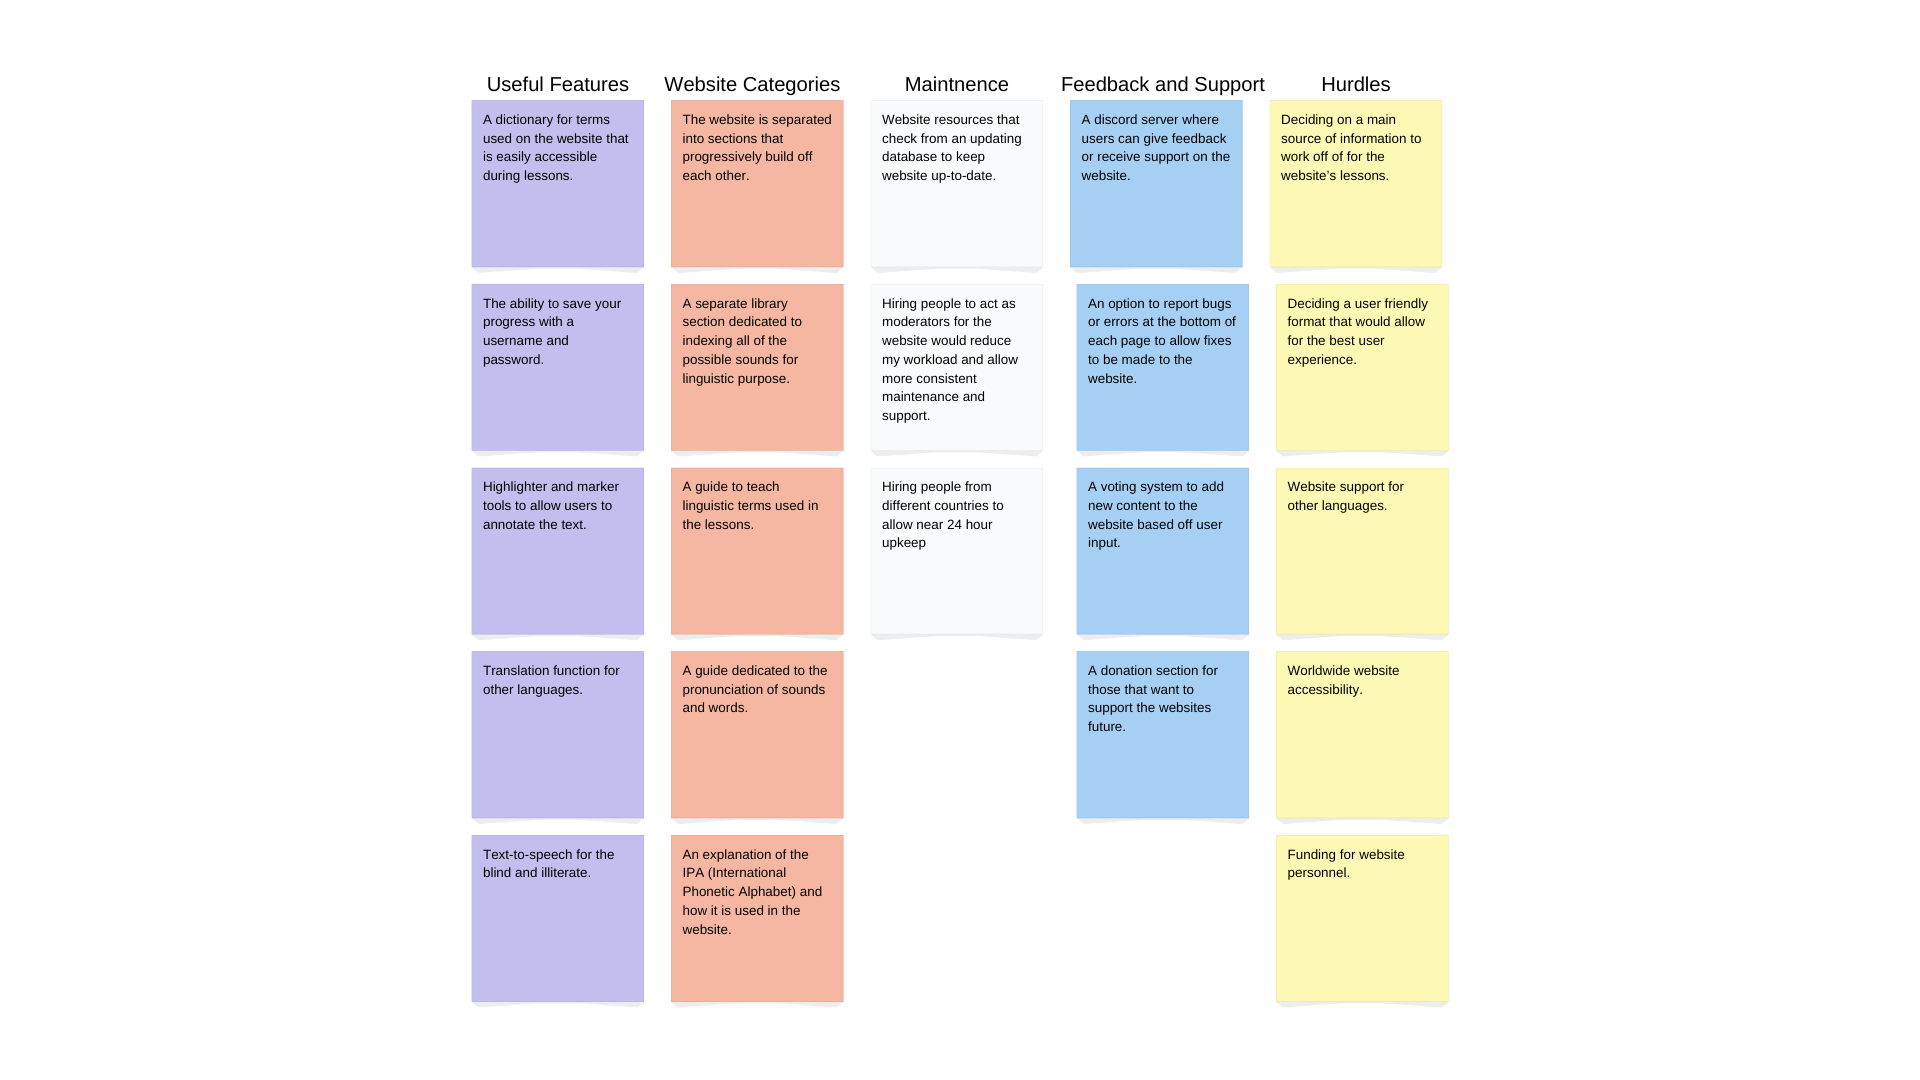 Useful Features
A dictionary for terms
used on the website that
is easily accessible
during lessons.
The ability to save your
progress with a
username and
password.
Highlighter and marker
tools to allow users to
annotate the text.
Translation function for
other languages.
Text-to-speech for the
blind and illiterate.
Website Categories
The website is separated
into sections that
progressively build off
each other.
A separate library
section dedicated to
indexing all of the
possible sounds for
linguistic purpose.
A guide to teach
linguistic terms used in
the lessons.
A guide dedicated to the
pronunciation of sounds
and words.
An explanation of the
IPA (International
Phonetic Alphabet) and
how it is used in the
website.
Maintnence
Website resources that
check from an updating
database to keep
website up-to-date.
Hiring people to act as
moderators for the
website would reduce
my workload and allow
more consistent
maintenance and
support.
Hiring people from
different countries to
allow near 24 hour
upkeep
Feedback and Support
A discord server where
users can give feedback
or receive support on the
website.
An option to report bugs
or errors at the bottom of
each page to allow fixes
to be made to the
website.
A voting system to add
new content to the
website based off user
input.
A donation section for
those that want to
support the websites
future.
Hurdles
Deciding on a main
source of information to
work off of for the
website’s lessons.
Deciding a user friendly
format that would allow
for the best user
experience.
Website support for
other languages.
Worldwide website
accessibility.
Funding for website
personnel.